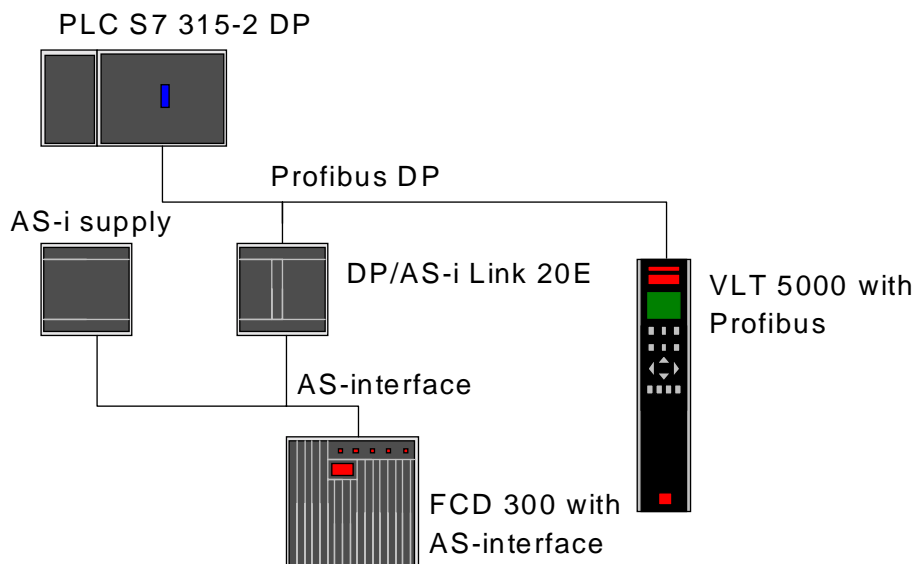 PLC S7 315-2 DP
Profibus DP
AS-i supply
DP/AS-i Link 20E
VLT 5000 with
Profibus
AS-interface
FCD 300 with
AS-interface